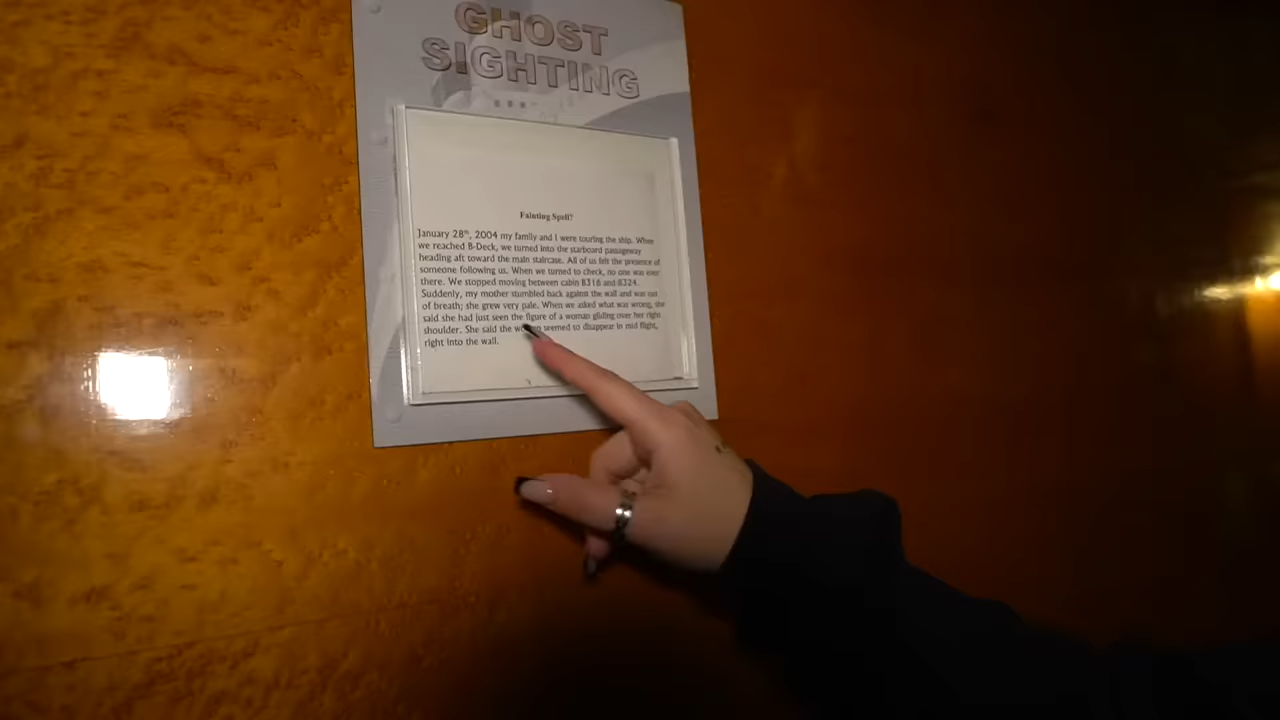 GHOST
SIGHTING
Fainting Spell?
January 28th, 2004 my family and I were touring the ship. When
we reached B-Deck, we turned into the starboard passageway
heading aft toward the main staircase. All of us felt the presence of
someone following us. When we turned to check, no one was ever
there. We stopped moving between cabin B316 and B324.
Suddenly, my mother stumbled back against the wall and was out
of breath; she grew very pale. When we asked what was wrong, she
said she had just seen the figure of a woman gliding over her right
shoulder. She said the woman seemed to disappear in mid flight,
right into the wall.